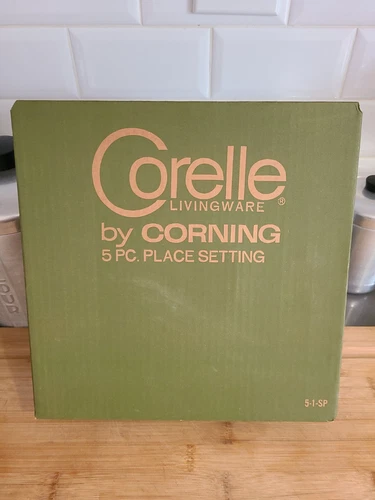 Corelle
LIVINGWARE ®
by CORNING
5 PC. PLACE SETTING
5-1-SP